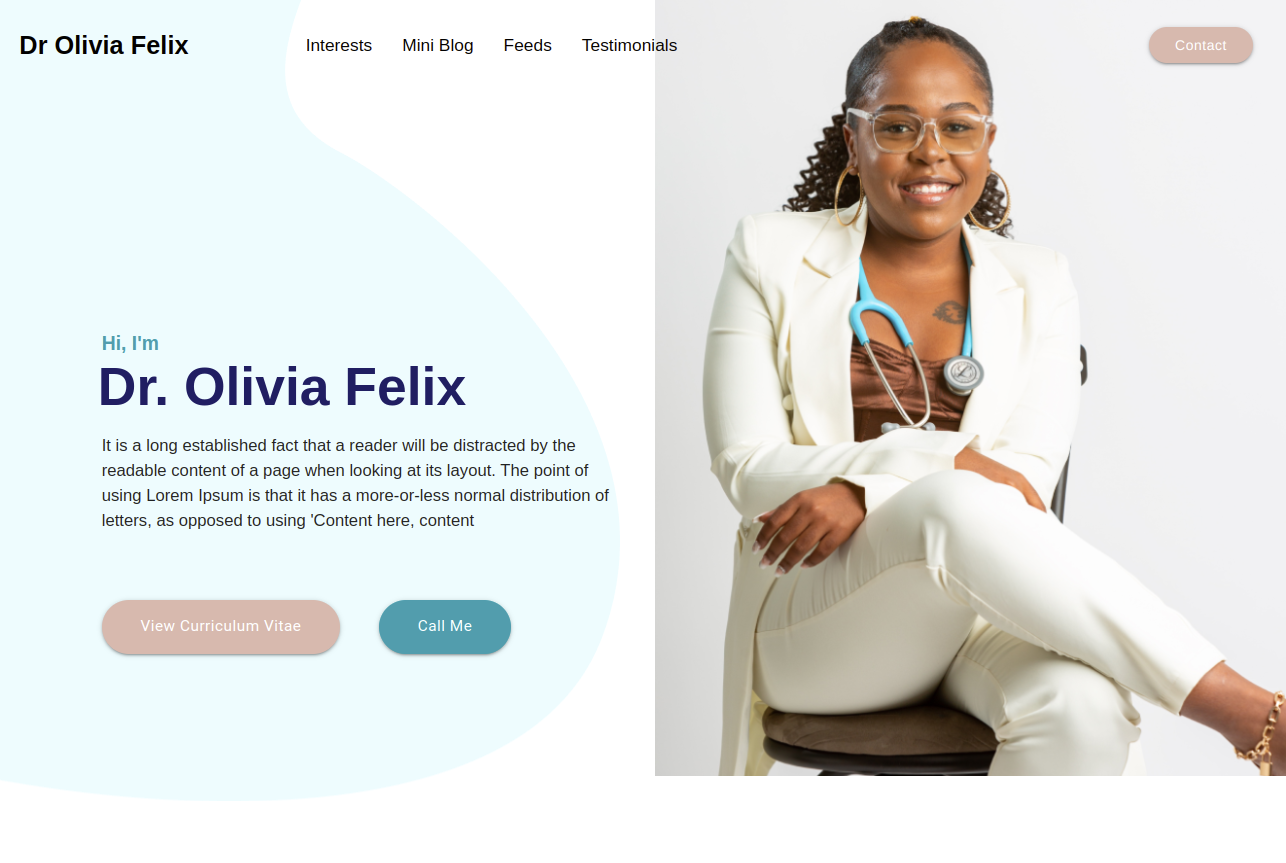 Dr Olivia Felix
Interests Mini Blog Feeds Testimonials
Contact
Hi, I'm
Dr. Olivia Felix
It is a long established fact that a reader will be distracted by the
readable content of a page when looking at its layout. The point of
using Lorem Ipsum is that it has a more-or-less normal distribution of
letters, as opposed to using 'Content here, content
View Curriculum Vitae
Call Me